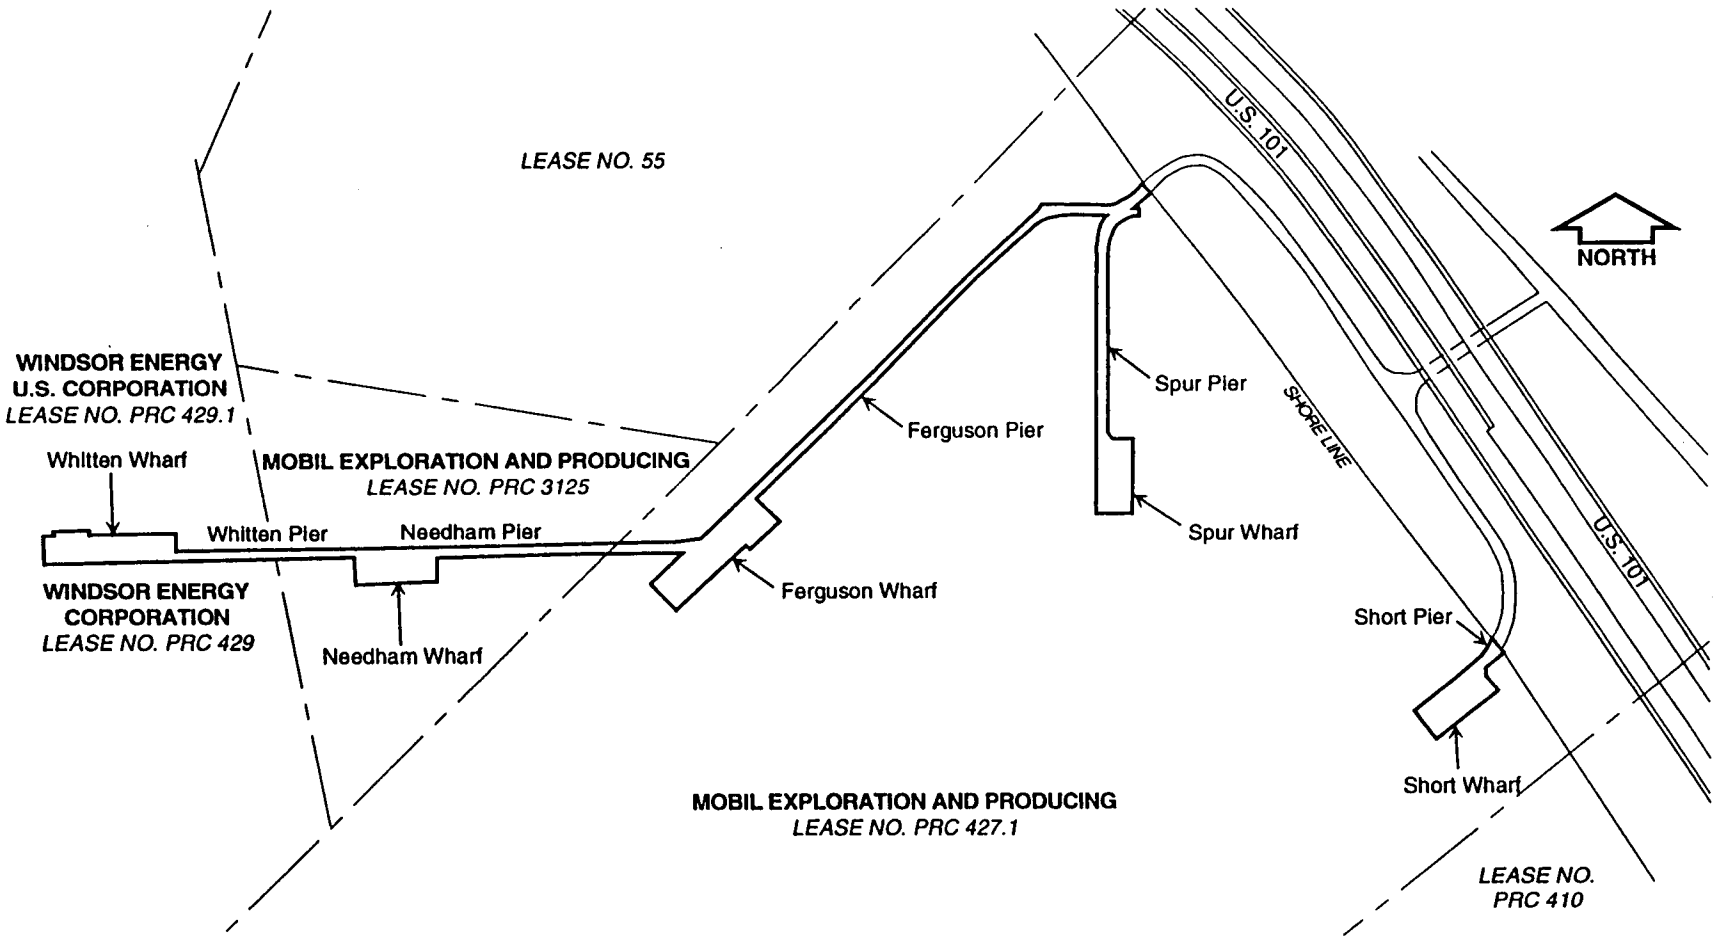 U.S. 101
LEASE NO. 55
NORTH
WINDSOR ENERGY
U.S. CORPORATION
LEASE NO. PRC 429.1
Spur Pier
SHORE LINE
Ferguson Pier
Whitten Wharf
MOBIL EXPLORATION AND PRODUCING
LEASE NO. PRC 3125
Whitten Pier
Needham Pier
Spur Wharf
U.S. 101
WINDSOR ENERGY
CORPORATION
LEASE NO. PRC 429
Ferguson Wharf
Short Pier
Needham Wharf
Short Wharf
MOBIL EXPLORATION AND PRODUCING
LEASE NO. PRC 427.1
LEASE NO.
PRC 410